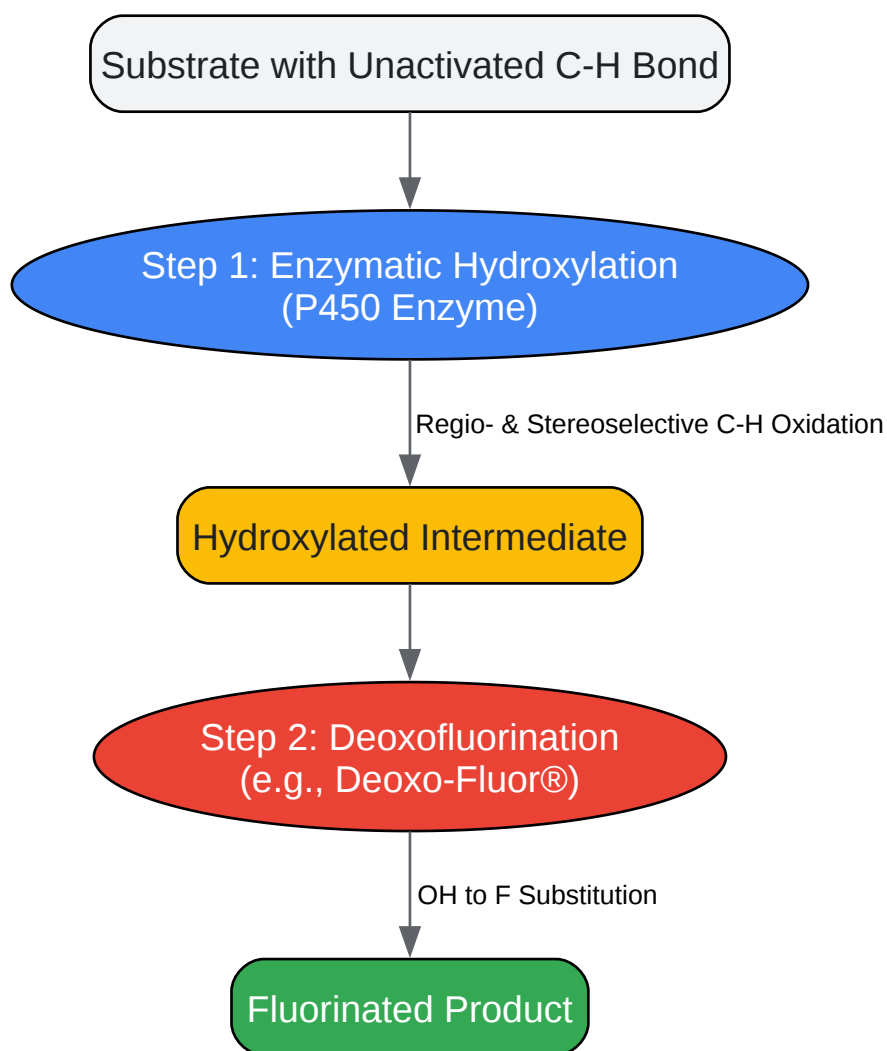 Substrate with Unactivated C-H Bond
Step 1: Enzymatic Hydroxylation
(P450 Enzyme)
Regio- & Stereoselective C-H Oxidation
Hydroxylated Intermediate
Step 2: Deoxofluorination
(e.g., Deoxo-Fluor®)
OH to F Substitution
Fluorinated Product